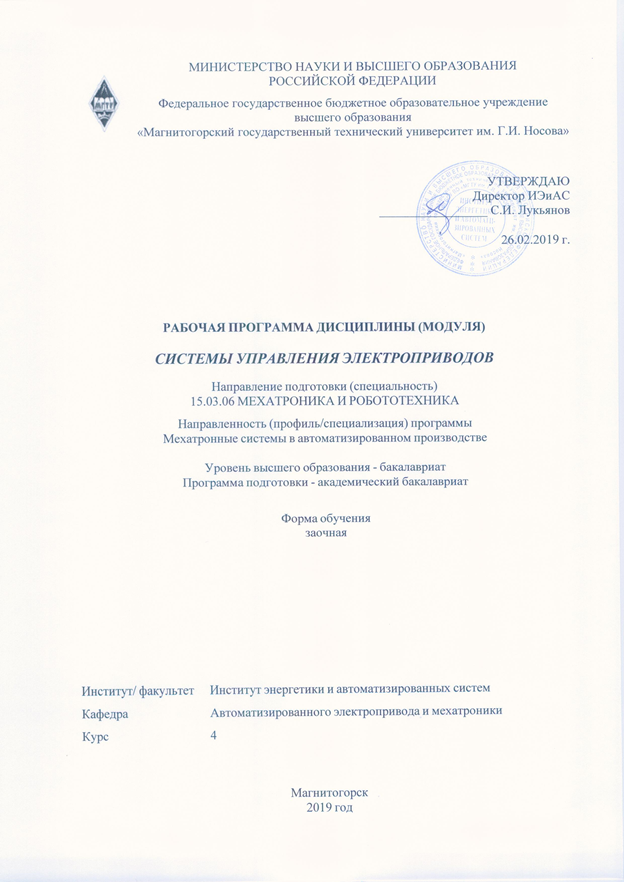 МИНИСТЕРСТВО НАУКИ И ВЫСШЕГО ОБРАЗОВАНИЯ
РОССИЙСКОЙ ФЕДЕРАЦИИ
Федеральное государственное бюджетное образовательное учреждение
высшего образования
«Магнитогорский государственный технический университет им. Г.И. Носова»
УТВЕРЖДАЮ
Директор ИЭиАС
С.И. Лукьянов
26.02.2019 г.
РАБОЧАЯ ПРОГРАММА ДИСЦИПЛИНЫ (МОДУЛЯ)
СИСТЕМЫ УПРАВЛЕНИЯ ЭЛЕКТРОПРИВОДОВ
Направление подготовки (специальность)
15.03.06 МЕХАТРОНИКА И РОБОТОТЕХНИКА
Направленность (профиль/специализация) программы
Мехатронные системы в автоматизированном производстве
Уровень высшего образования - бакалавриат
Программа подготовки - академический бакалавриат
Форма обучения
заочная
Институт/ факультет Институт энергетики и автоматизированных систем
Кафедра Автоматизированного электропривода и мехатроники
Курс 4
Магнитогорск
2019 год